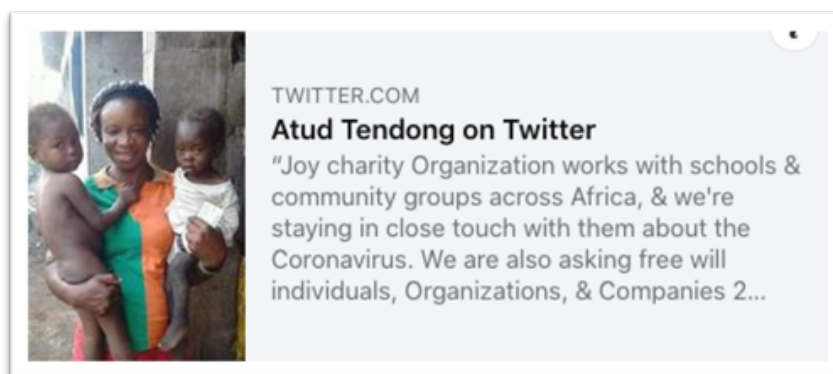 TWITTER.COM
Atud Tendong on Twitter
“Joy charity Organization works with schools &
community groups across Africa, & we're
staying in close touch with them about the
Coronavirus. We are also asking free will
individuals, Organizations, & Companies 2...